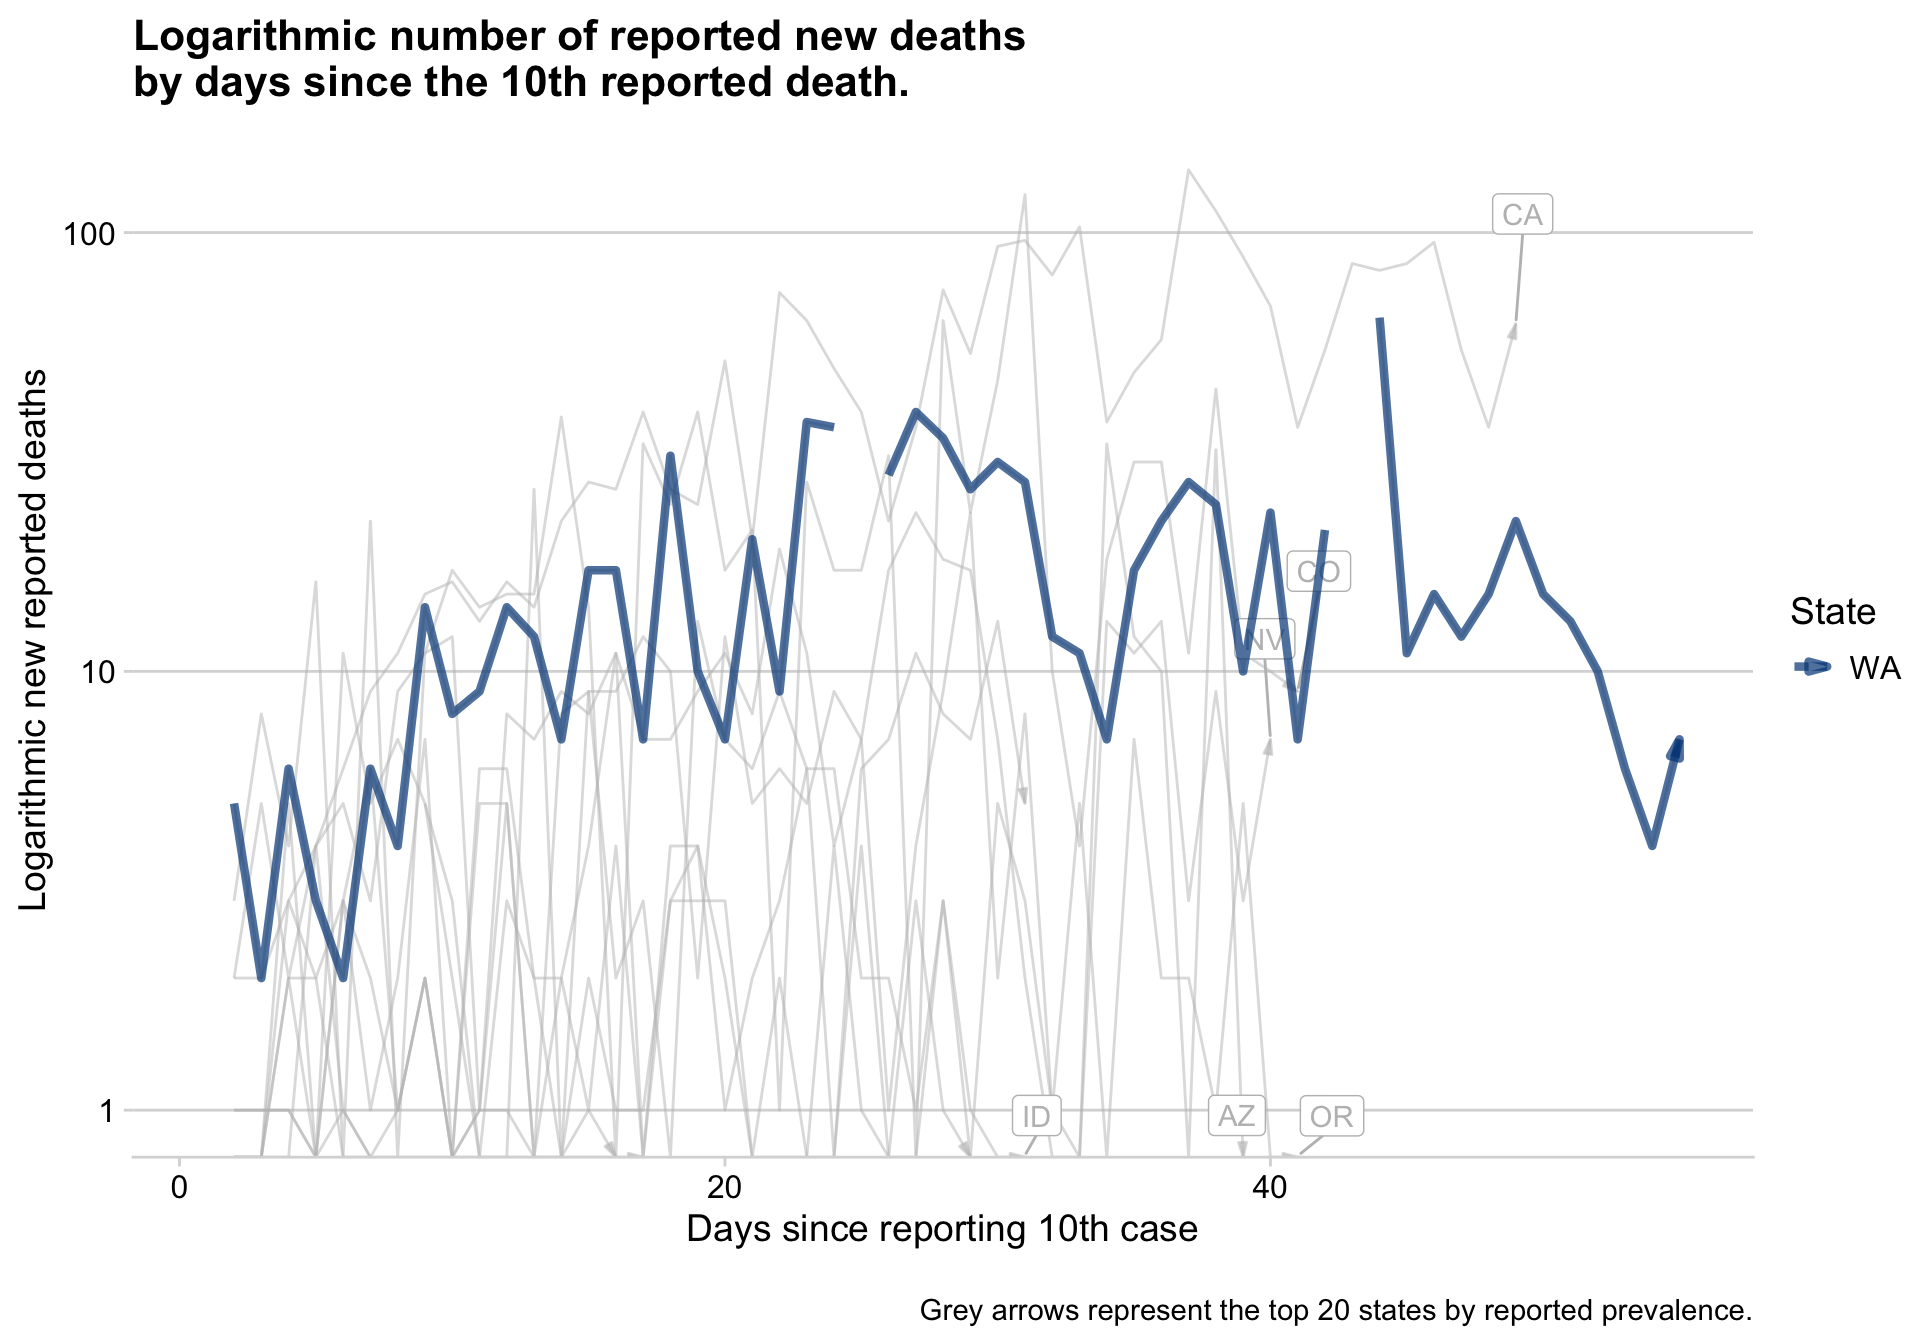 Logarithmic number of reported new deaths
by days since the 10th reported death.
Logarithmic new reported deaths
100
10
1
CA
CO
NV
ID
AZ
OR
0
20
40
Days since reporting 10th case
State
WA
Grey arrows represent the top 20 states by reported prevalence.